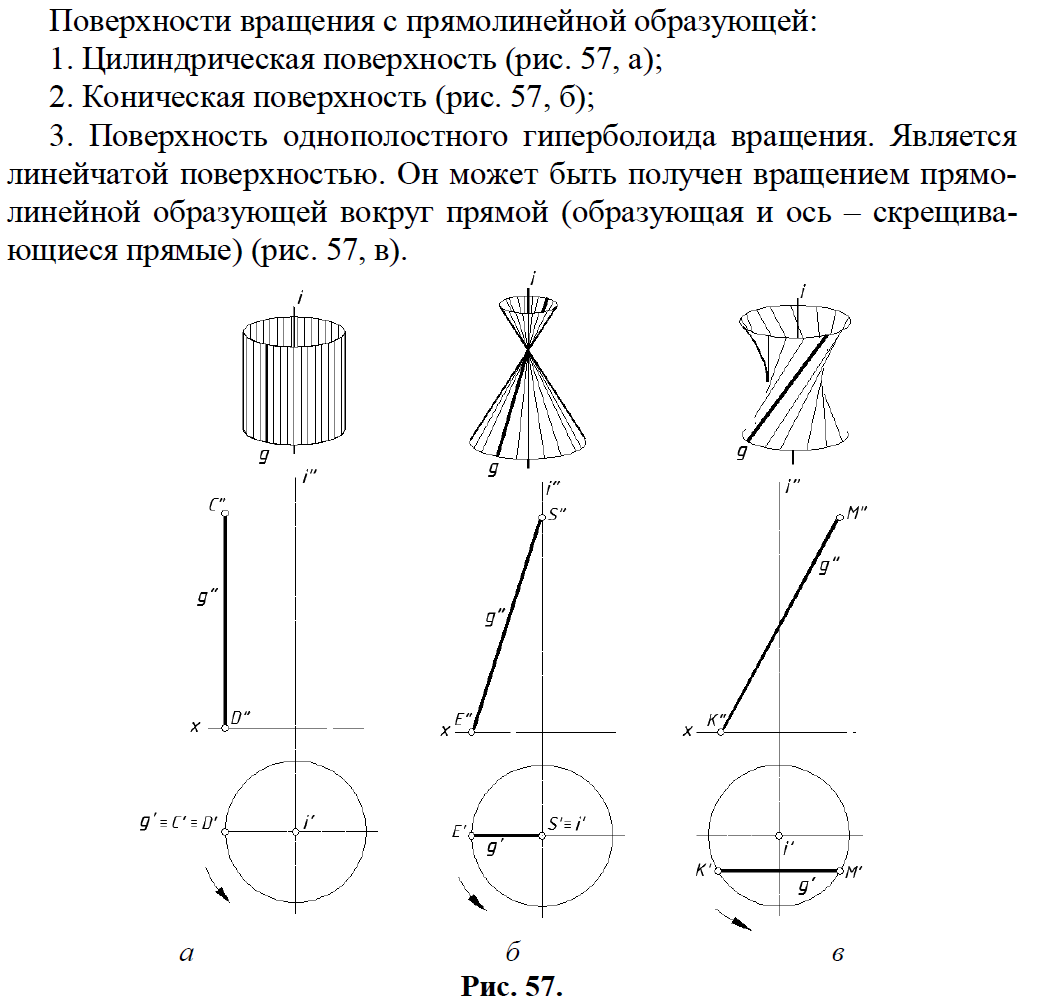 Поверхности вращения с прямолинейной образующей:
1. Цилиндрическая поверхность (рис. 57, а);
2. Коническая поверхность (рис. 57, б);
3. Поверхность однополостного гиперболоида вращения. Является
линейчатой поверхностью. Он может быть получен вращением прямо-
линейной образующей вокруг прямой (образующая и ось – скрещива-
ющиеся прямые) (рис. 57, в).
i
i
i
g
g
g
i"
i"
i"
C"
S"
M"
g"
g"
g"
x
D"
x
E"
x
K"
g' ≡ C' ≡ D'
i'
E'
g'
S' ≡ i'
i'
K'
g'
M'
а
б
в
Рис. 57.